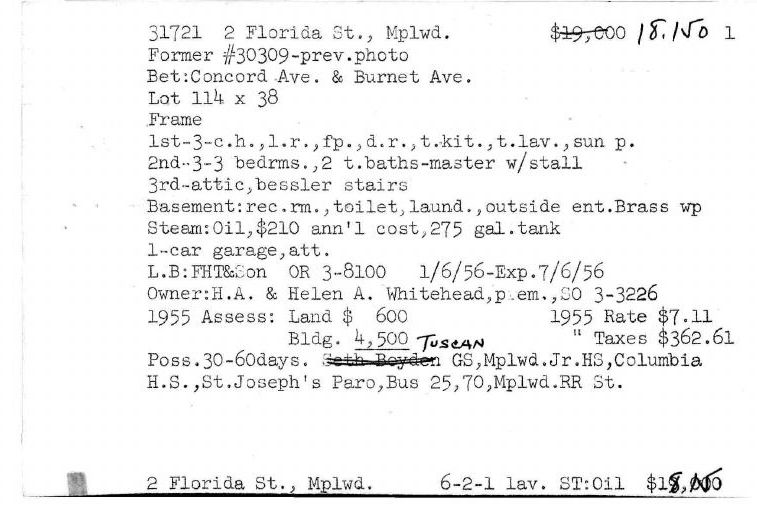 31721 2 Florida St., Mplwd. $19,000 18,150 1
Former #30309-prev.photo
Bet:Concord Ave. & Burnet Ave.
Lot 114 x 38
Frame
1st-3-c.h.,l.r.,fp.,d.r.,t.kit.,t.lav.,sun p.
2nd-3-3 bedrms.,2 t.baths-master w/stall
3rd-attic,bessler stairs
Basement:rec.rm.,toilet,laund.,outside ent.Brass wp
Steam:Oil,$210 ann'l cost,275 gal.tank
1-car garage,att.
L.B:FHT&Son OR 3-8100 1/6/56-Exp.7/6/56
Owner:H.A. & Helen A. Whitehead,p.em.,SO 3-3226
1955 Assess: Land $ 600 1955 Rate $7.11
Bldg. 4,500 TUSCAN " Taxes $362.61
Poss.30-60days. Seth Boyden GS,Mplwd.Jr.HS,Columbia
H.S.,St.Joseph's Paro,Bus 25,70,Mplwd.RR St.
2 Florida St., Mplwd. 6-2-1 lav. ST:Oil